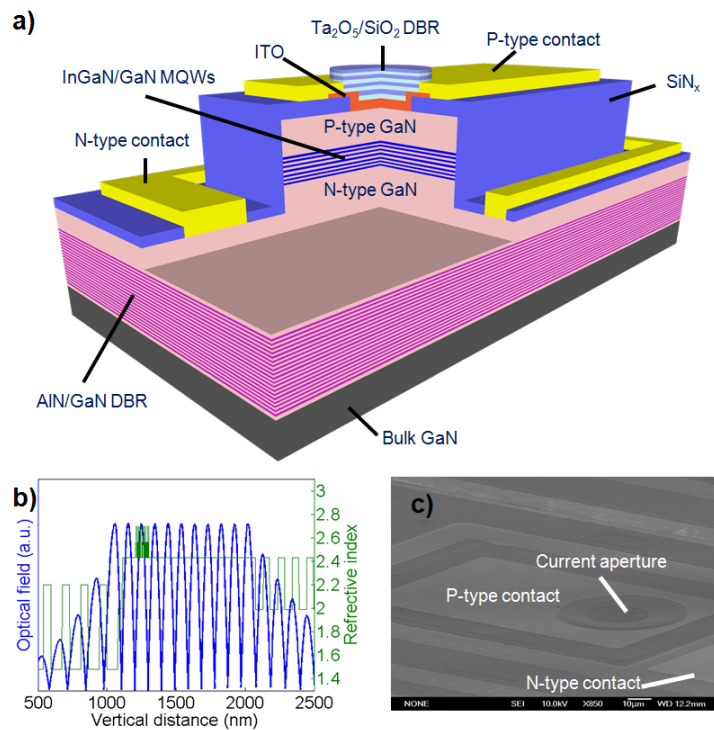 a)
Ta₂O₅/SiO₂ DBR
ITO
P-type contact
InGaN/GaN MQWs
SiNₓ
P-type GaN
N-type contact
N-type GaN
AlN/GaN DBR
Bulk GaN
b)
Optical field (a.u.)
3
2.8
2.6
2.4
2.2
2
1.8
1.6
1.4
Refrective index
500 1000 1500 2000 2500
Vertical distance (nm)
c)
Current aperture
P-type contact
N-type contact
NONE SEI 10.0kV X850 10µm WD 12.2mm